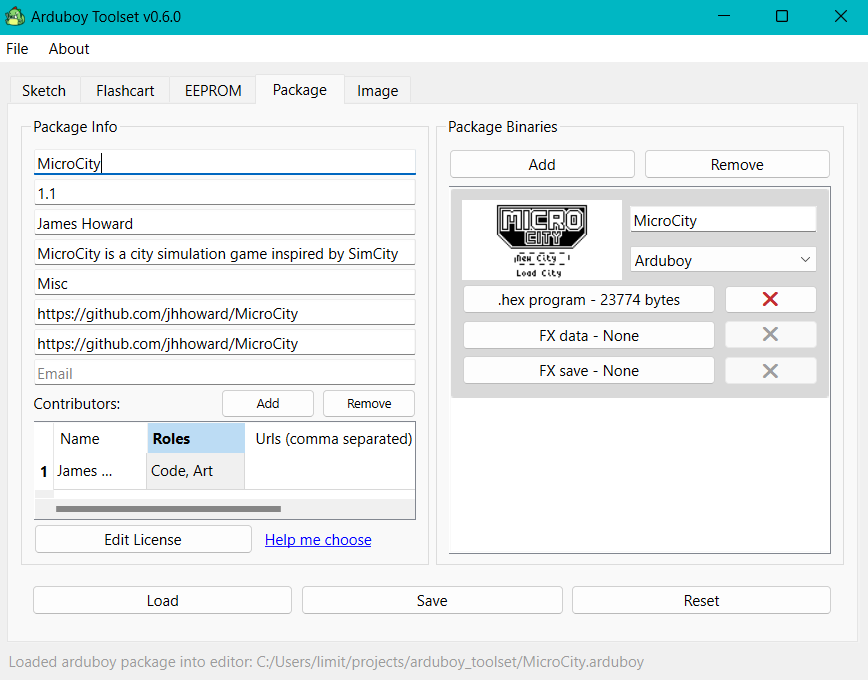 Arduboy Toolset v0.6.0
File About
Sketch Flashcart EEPROM Package Image
Package Info
MicroCity
1.1
James Howard
MicroCity is a city simulation game inspired by SimCity
Misc
https://github.com/jhhoward/MicroCity
https://github.com/jhhoward/MicroCity
Email
Contributors: Add Remove
Name Roles Urls (comma separated)
1 James ... Code, Art
Edit License Help me choose
Package Binaries
Add Remove
MICRO
CITY
New City
Load City
MicroCity
Arduboy
.hex program - 23774 bytes
FX data - None
FX save - None
Load Save Reset
Loaded arduboy package into editor: C:/Users/limit/projects/arduboy_toolset/MicroCity.arduboy